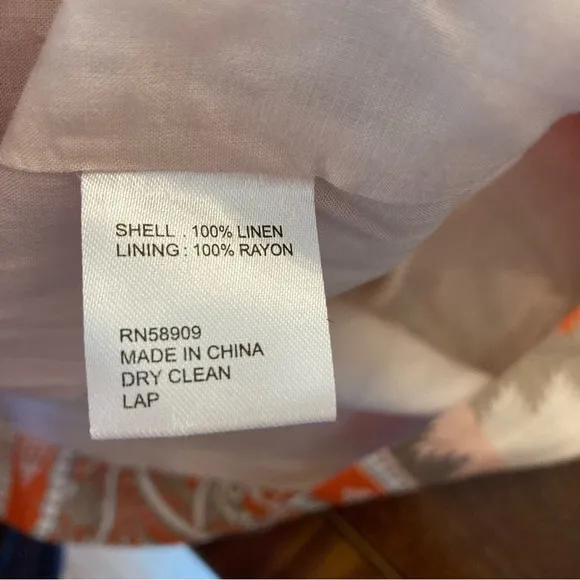 SHELL . 100% LINEN
LINING : 100% RAYON
RN58909
MADE IN CHINA
DRY CLEAN
LAP